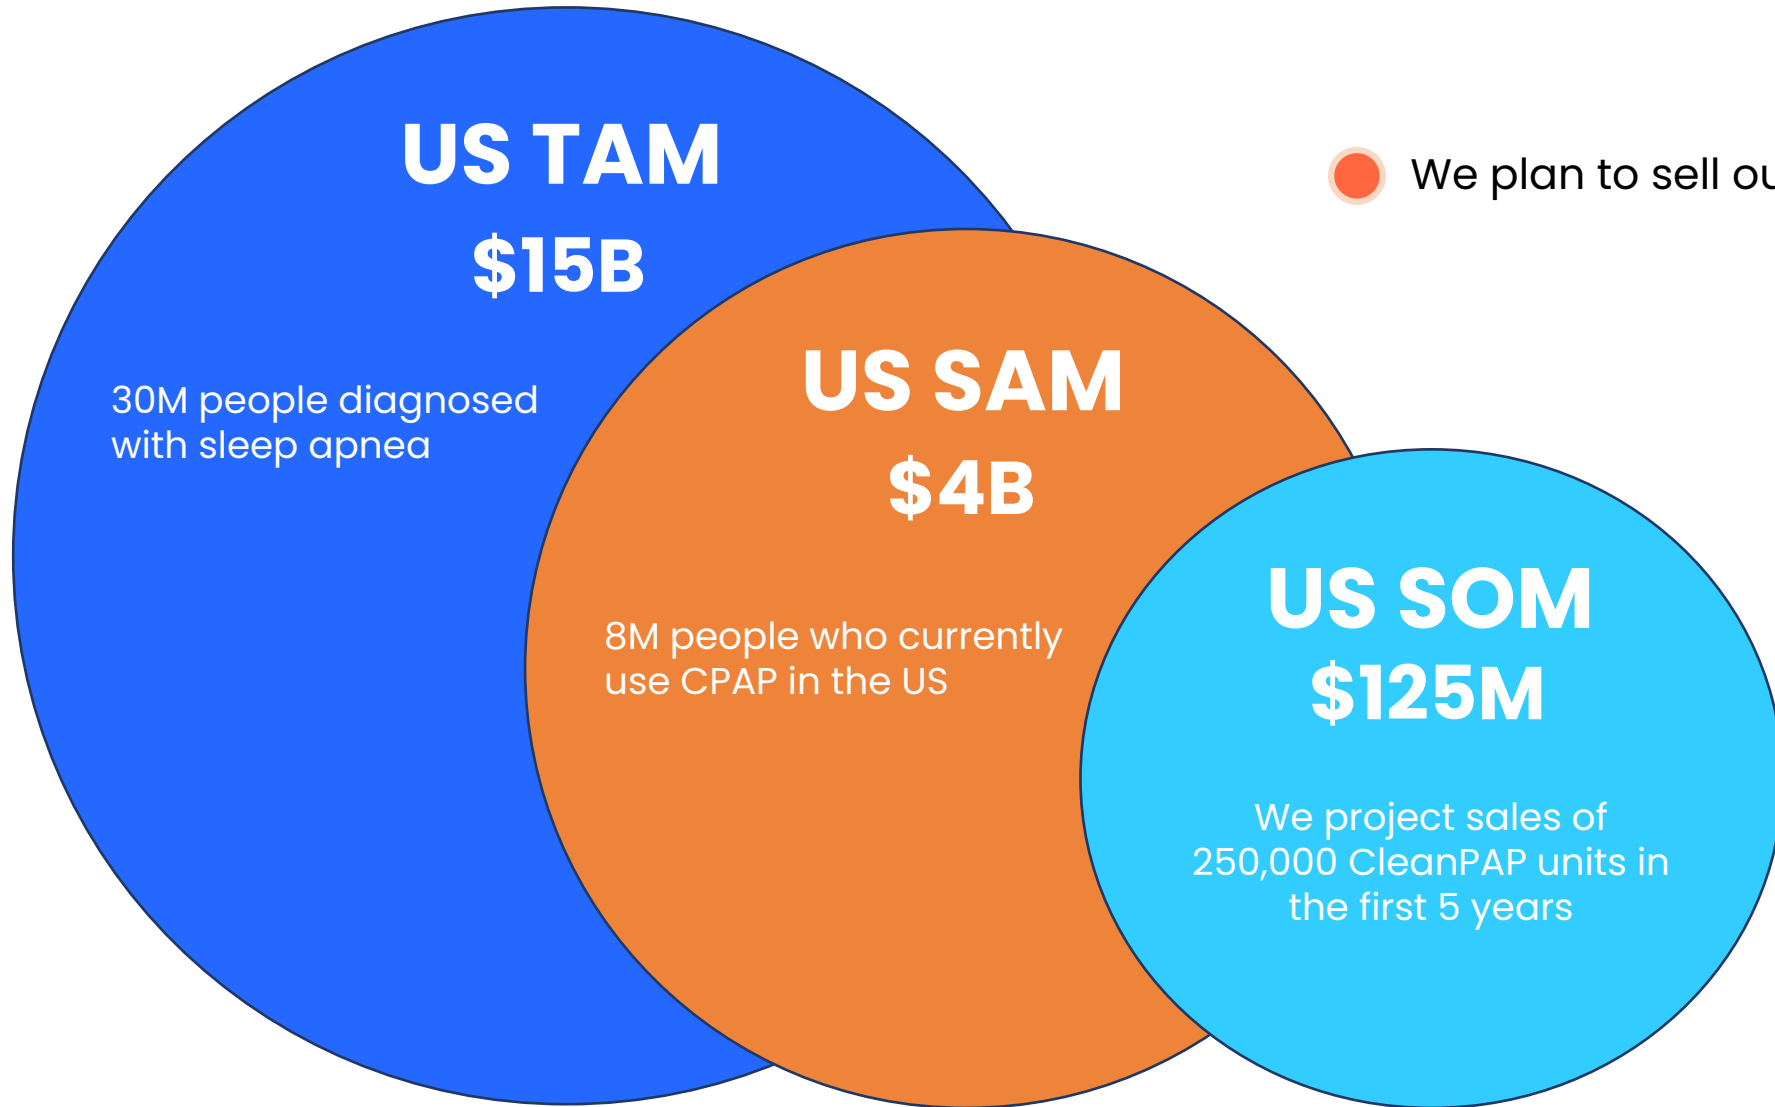 US TAM
$15B
30M people diagnosed
with sleep apnea
We plan to sell
US SAM
$4B
8M people who currently
use CPAP in the US
US SOM
$125M
We project sales of
250,000 CleanPAP units in
the first 5 years